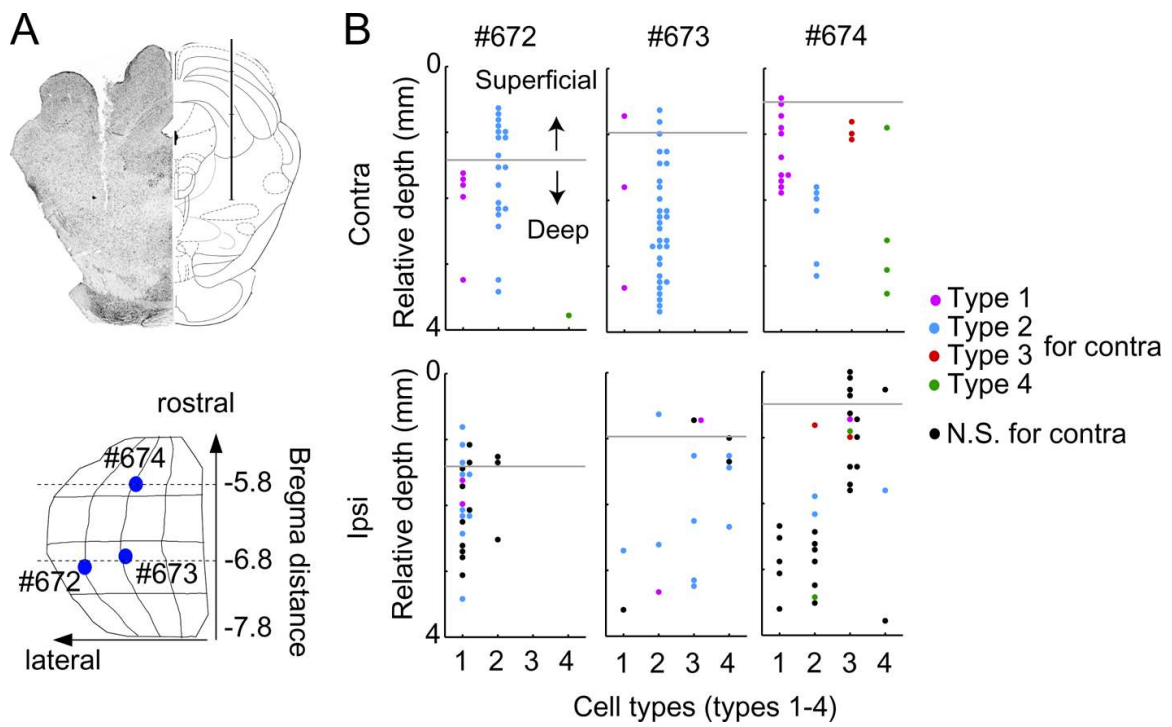 A
rostral
#674
#672
#673
lateral
-5.8
-6.8
-7.8
Bregma distance
B
#672
#673
#674
Contra
Relative depth (mm)
0
4
Superficial
Deep
Ipsi
Relative depth (mm)
0
4
1 2 3 4
1 2 3 4
1 2 3 4
Cell types (types 1-4)
Type 1
Type 2
Type 3
Type 4
for contra
N.S. for contra